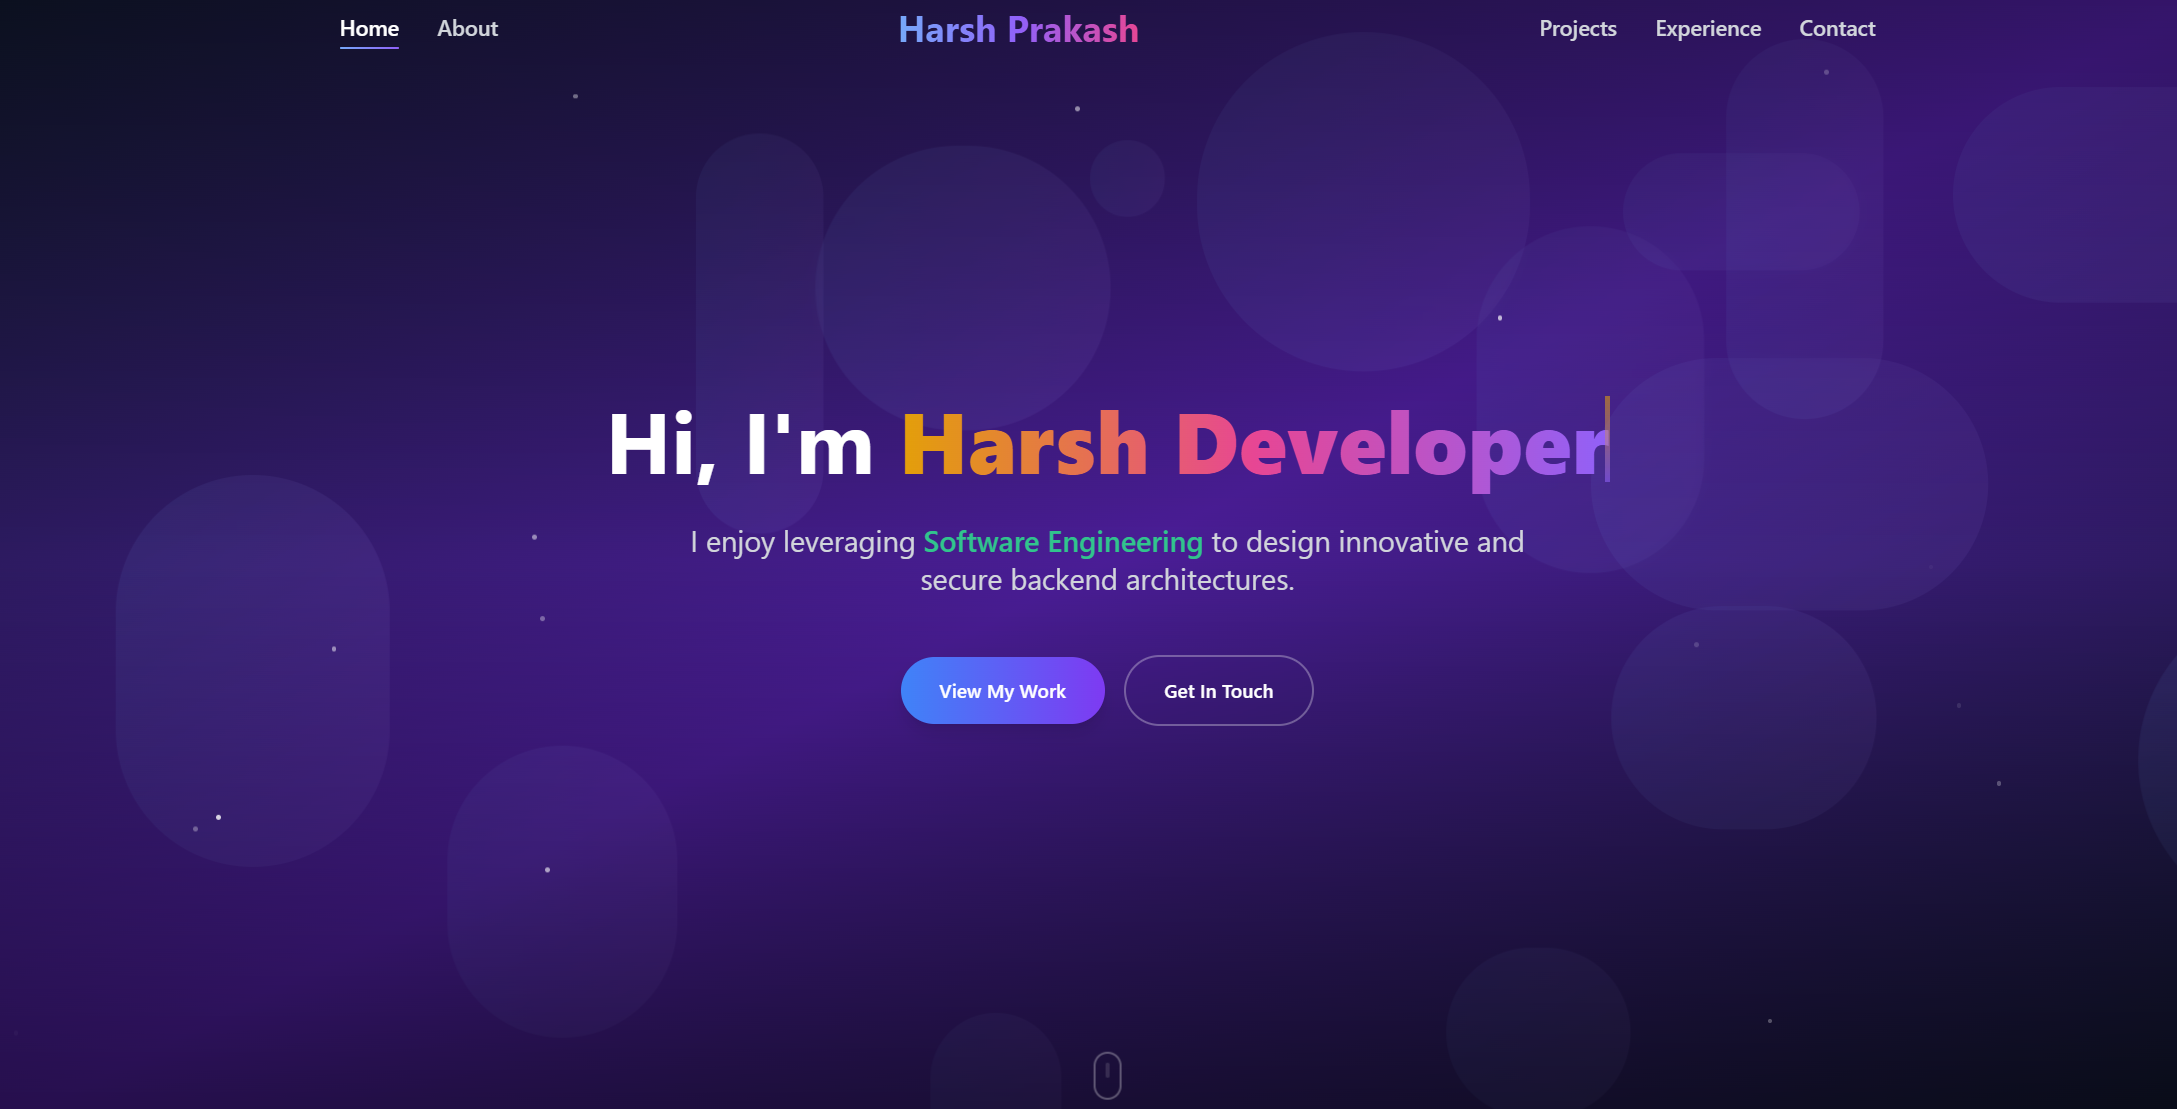 Home About Harsh Prakash Projects Experience Contact
Hi, I'm Harsh Developer
I enjoy leveraging Software Engineering to design innovative and
secure backend architectures.
View My Work Get In Touch